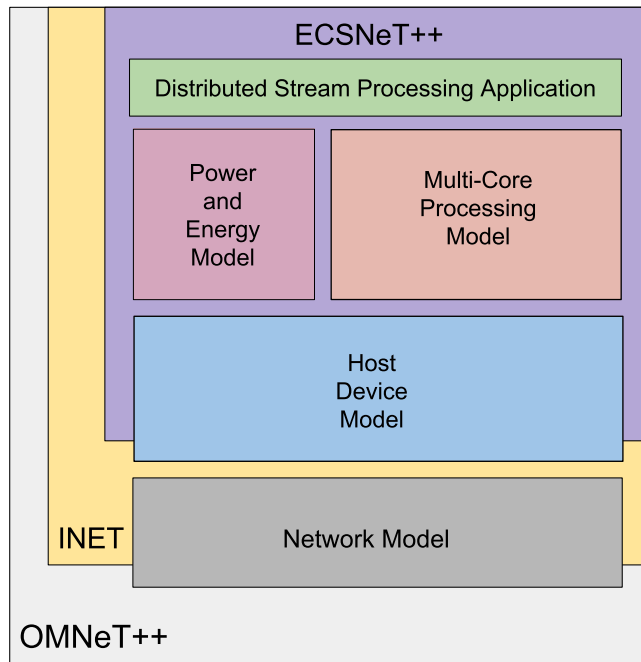 ECSNeT++
Distributed Stream Processing Application
Power
and
Energy
Model
Multi-Core
Processing
Model
Host
Device
Model
INET
Network Model
OMNeT++